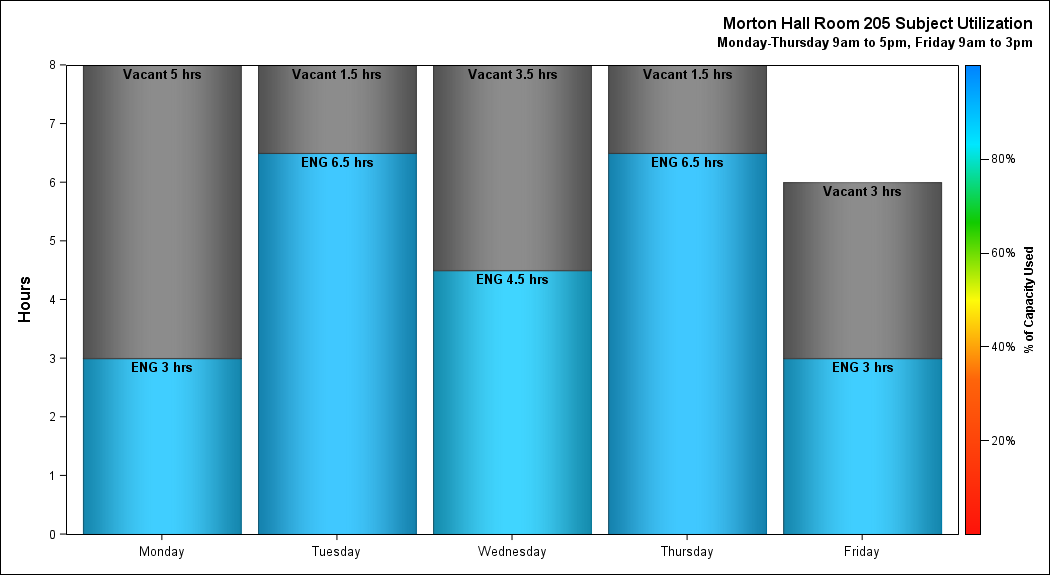 Morton Hall Room 205 Subject Utilization
Monday-Thursday 9am to 5pm, Friday 9am to 3pm
Hours
8
7
6
5
4
3
2
1
0
Vacant 5 hrs
ENG 3 hrs
Vacant 1.5 hrs
ENG 6.5 hrs
Vacant 3.5 hrs
ENG 4.5 hrs
Vacant 1.5 hrs
ENG 6.5 hrs
Vacant 3 hrs
ENG 3 hrs
Monday
Tuesday
Wednesday
Thursday
Friday
80%
60%
40%
20%
% of Capacity Used